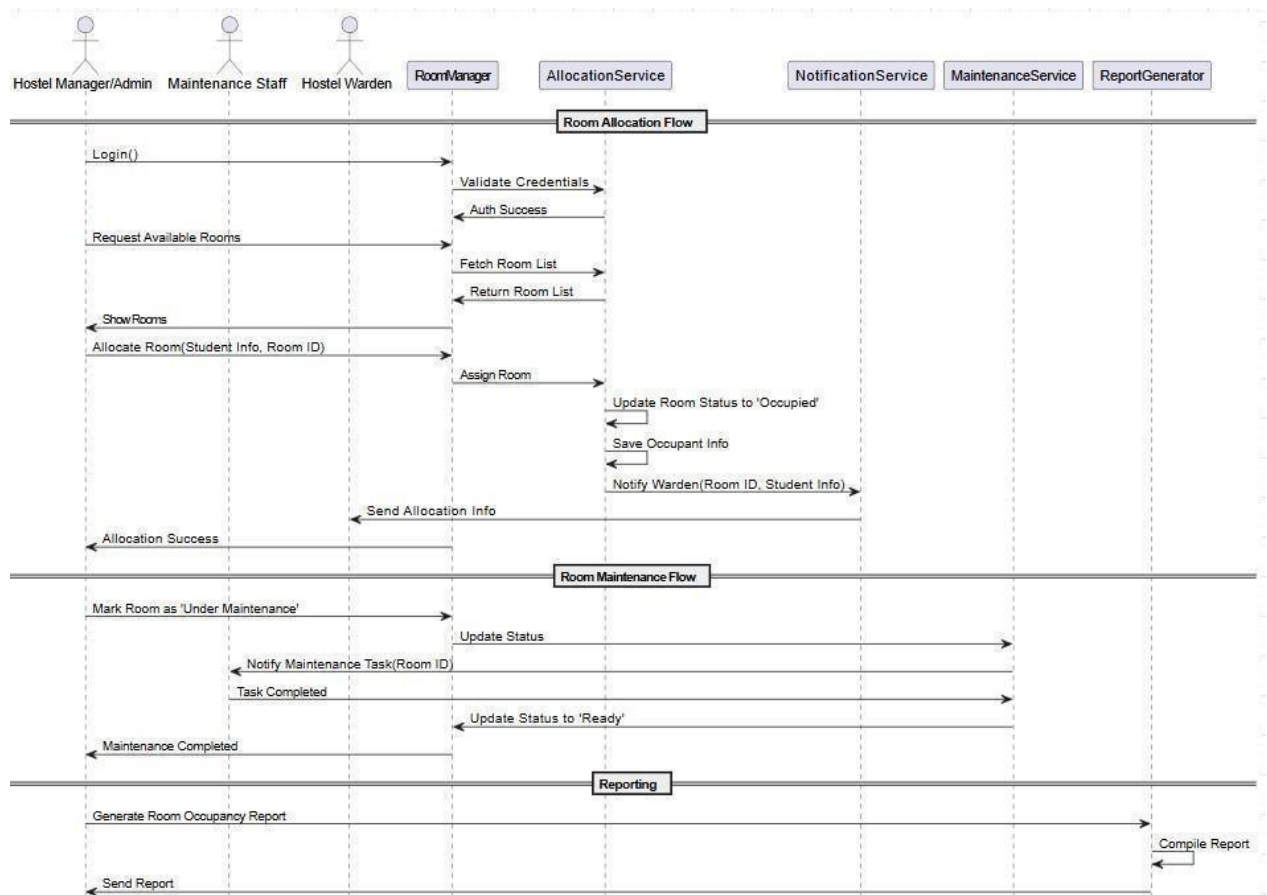 Hostel Manager/Admin
Maintenance Staff
Hostel Warden
RoomManager
AllocationService
NotificationService
MaintenanceService
ReportGenerator
Room Allocation Flow
Login()
Validate Credentials
Auth Success
Request Available Rooms
Fetch Room List
Return Room List
Show Rooms
Allocate Room(Student Info, Room ID)
Assign Room
Update Room Status to 'Occupied'
Save Occupant Info
Notify Warden(Room ID, Student Info)
Send Allocation Info
Allocation Success
Room Maintenance Flow
Mark Room as 'Under Maintenance'
Update Status
Notify Maintenance Task(Room ID)
Task Completed
Update Status to 'Ready'
Maintenance Completed
Reporting
Generate Room Occupancy Report
Compile Report
Send Report